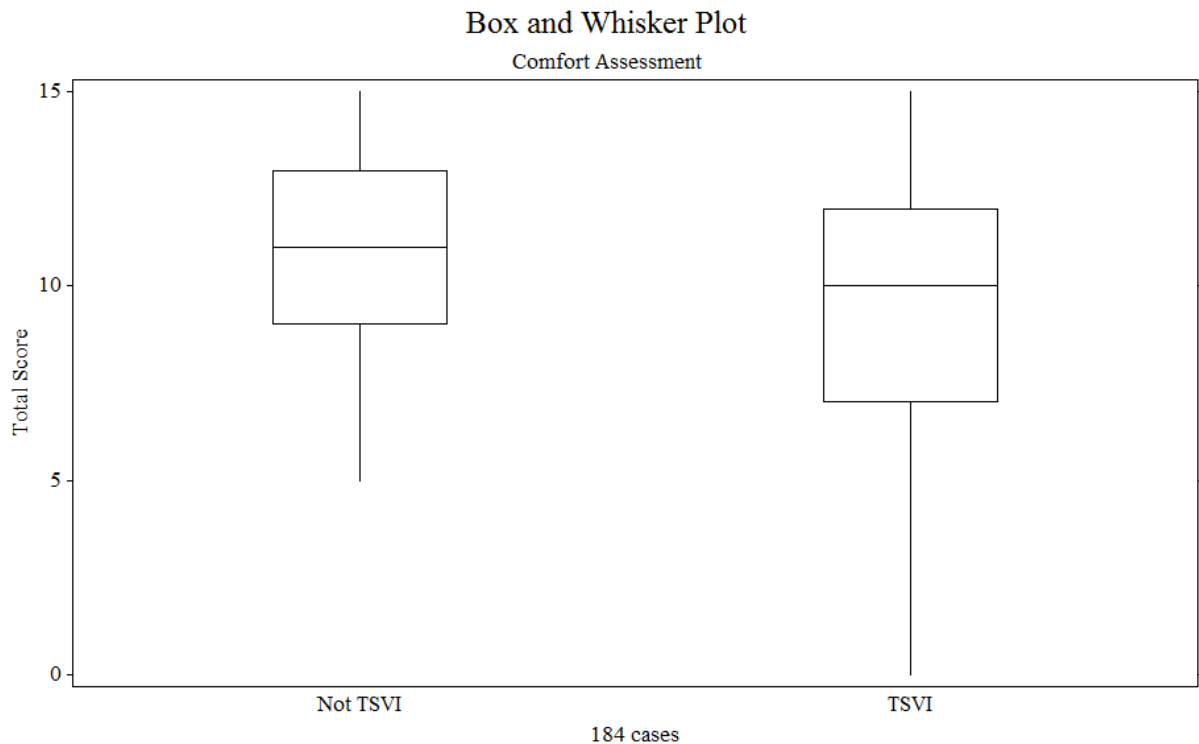 Box and Whisker Plot
Comfort Assessment
15
10
5
0
Total Score
Not TSVI
TSVI
184 cases